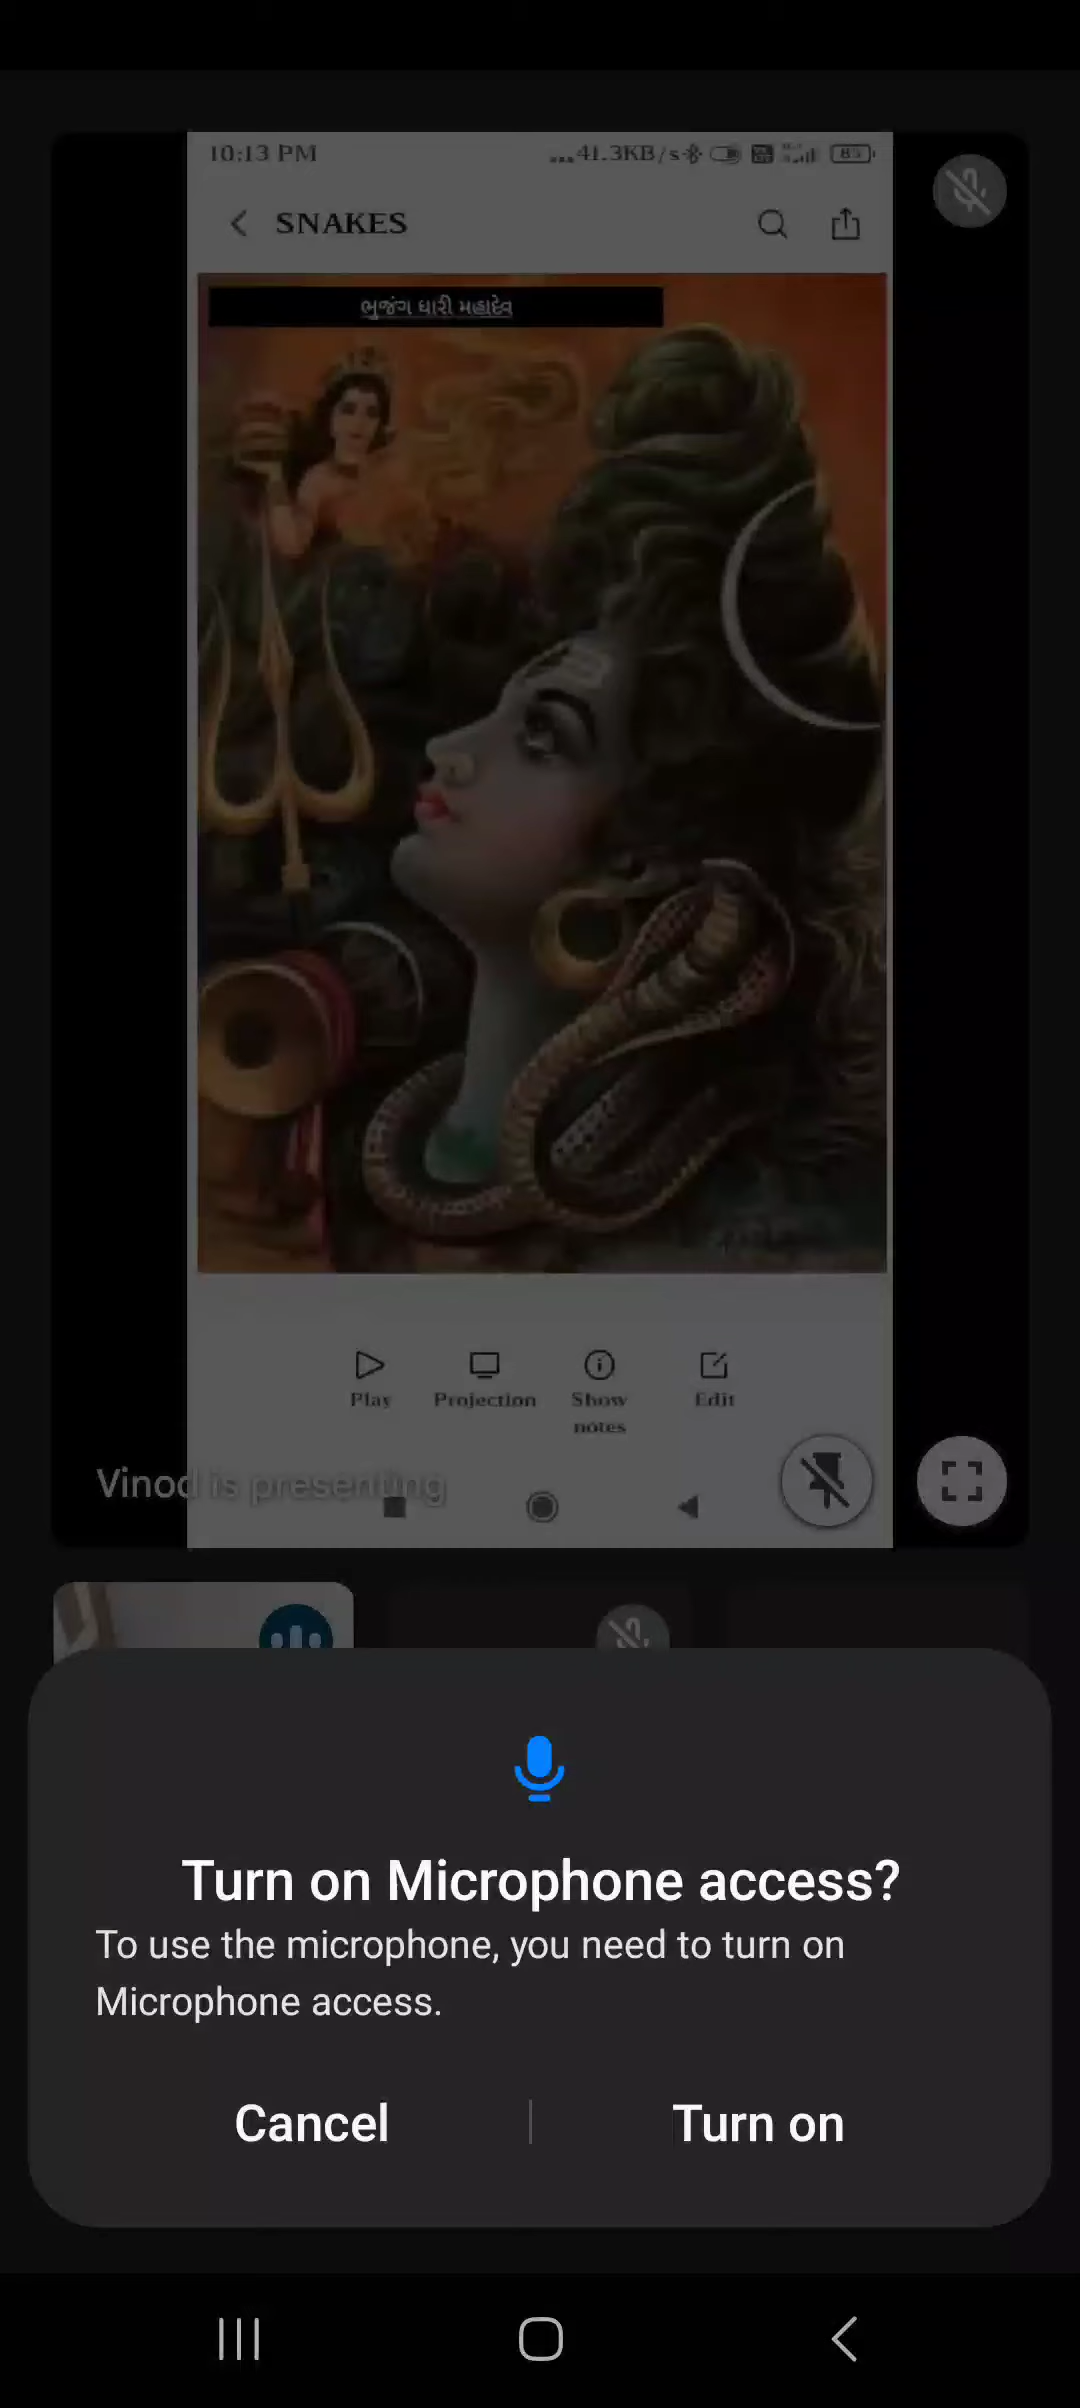 10:13 PM
...41.3KB/s 85
SNAKES
ભુજંગ ધારી મહાદેવ
Play Projection Show notes Edit
Vinod is presenting
Turn on Microphone access?
To use the microphone, you need to turn on
Microphone access.
Cancel Turn on